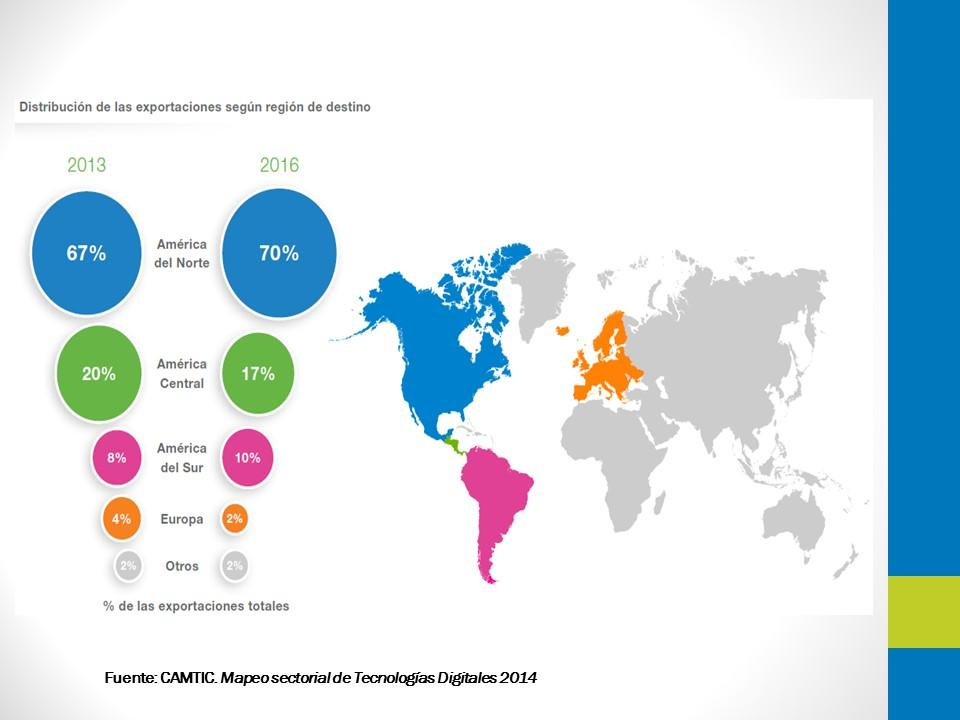 Distribución de las exportaciones según región de destino
2013 2016
67% América del Norte 70%
20% América Central 17%
8% América del Sur 10%
4% Europa 2%
2% Otros 2%
% de las exportaciones totales
Fuente: CAMTIC. Mapeo sectorial de Tecnologías Digitales 2014